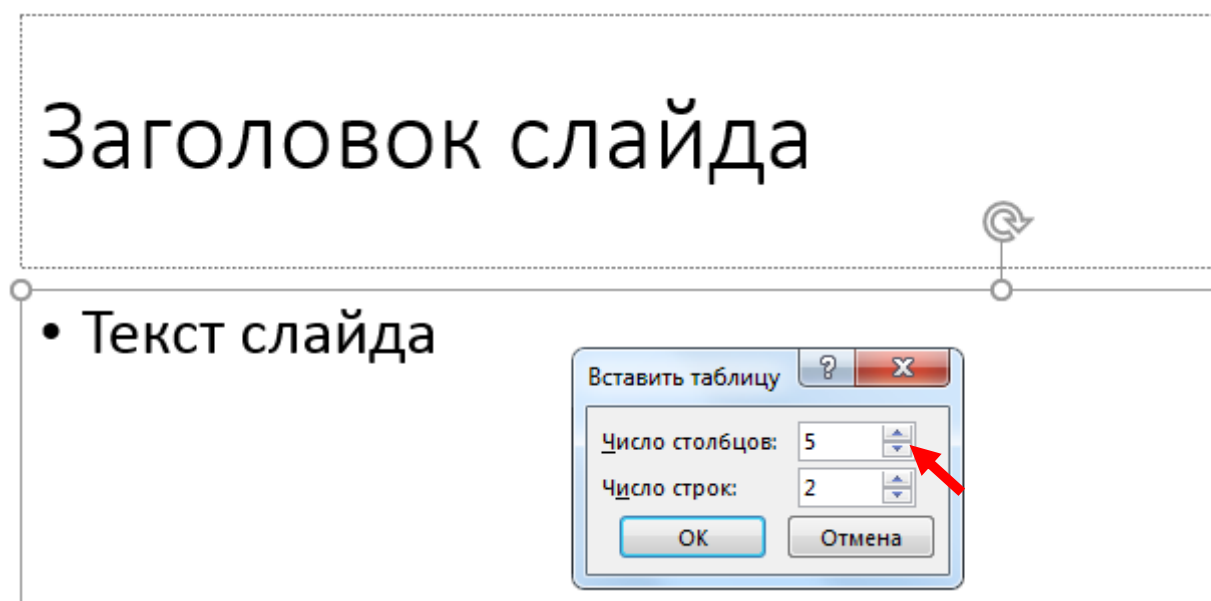 Заголовок слайда
• Текст слайда
Вставить таблицу
Число столбцов: 5
Число строк: 2
ОК Отмена